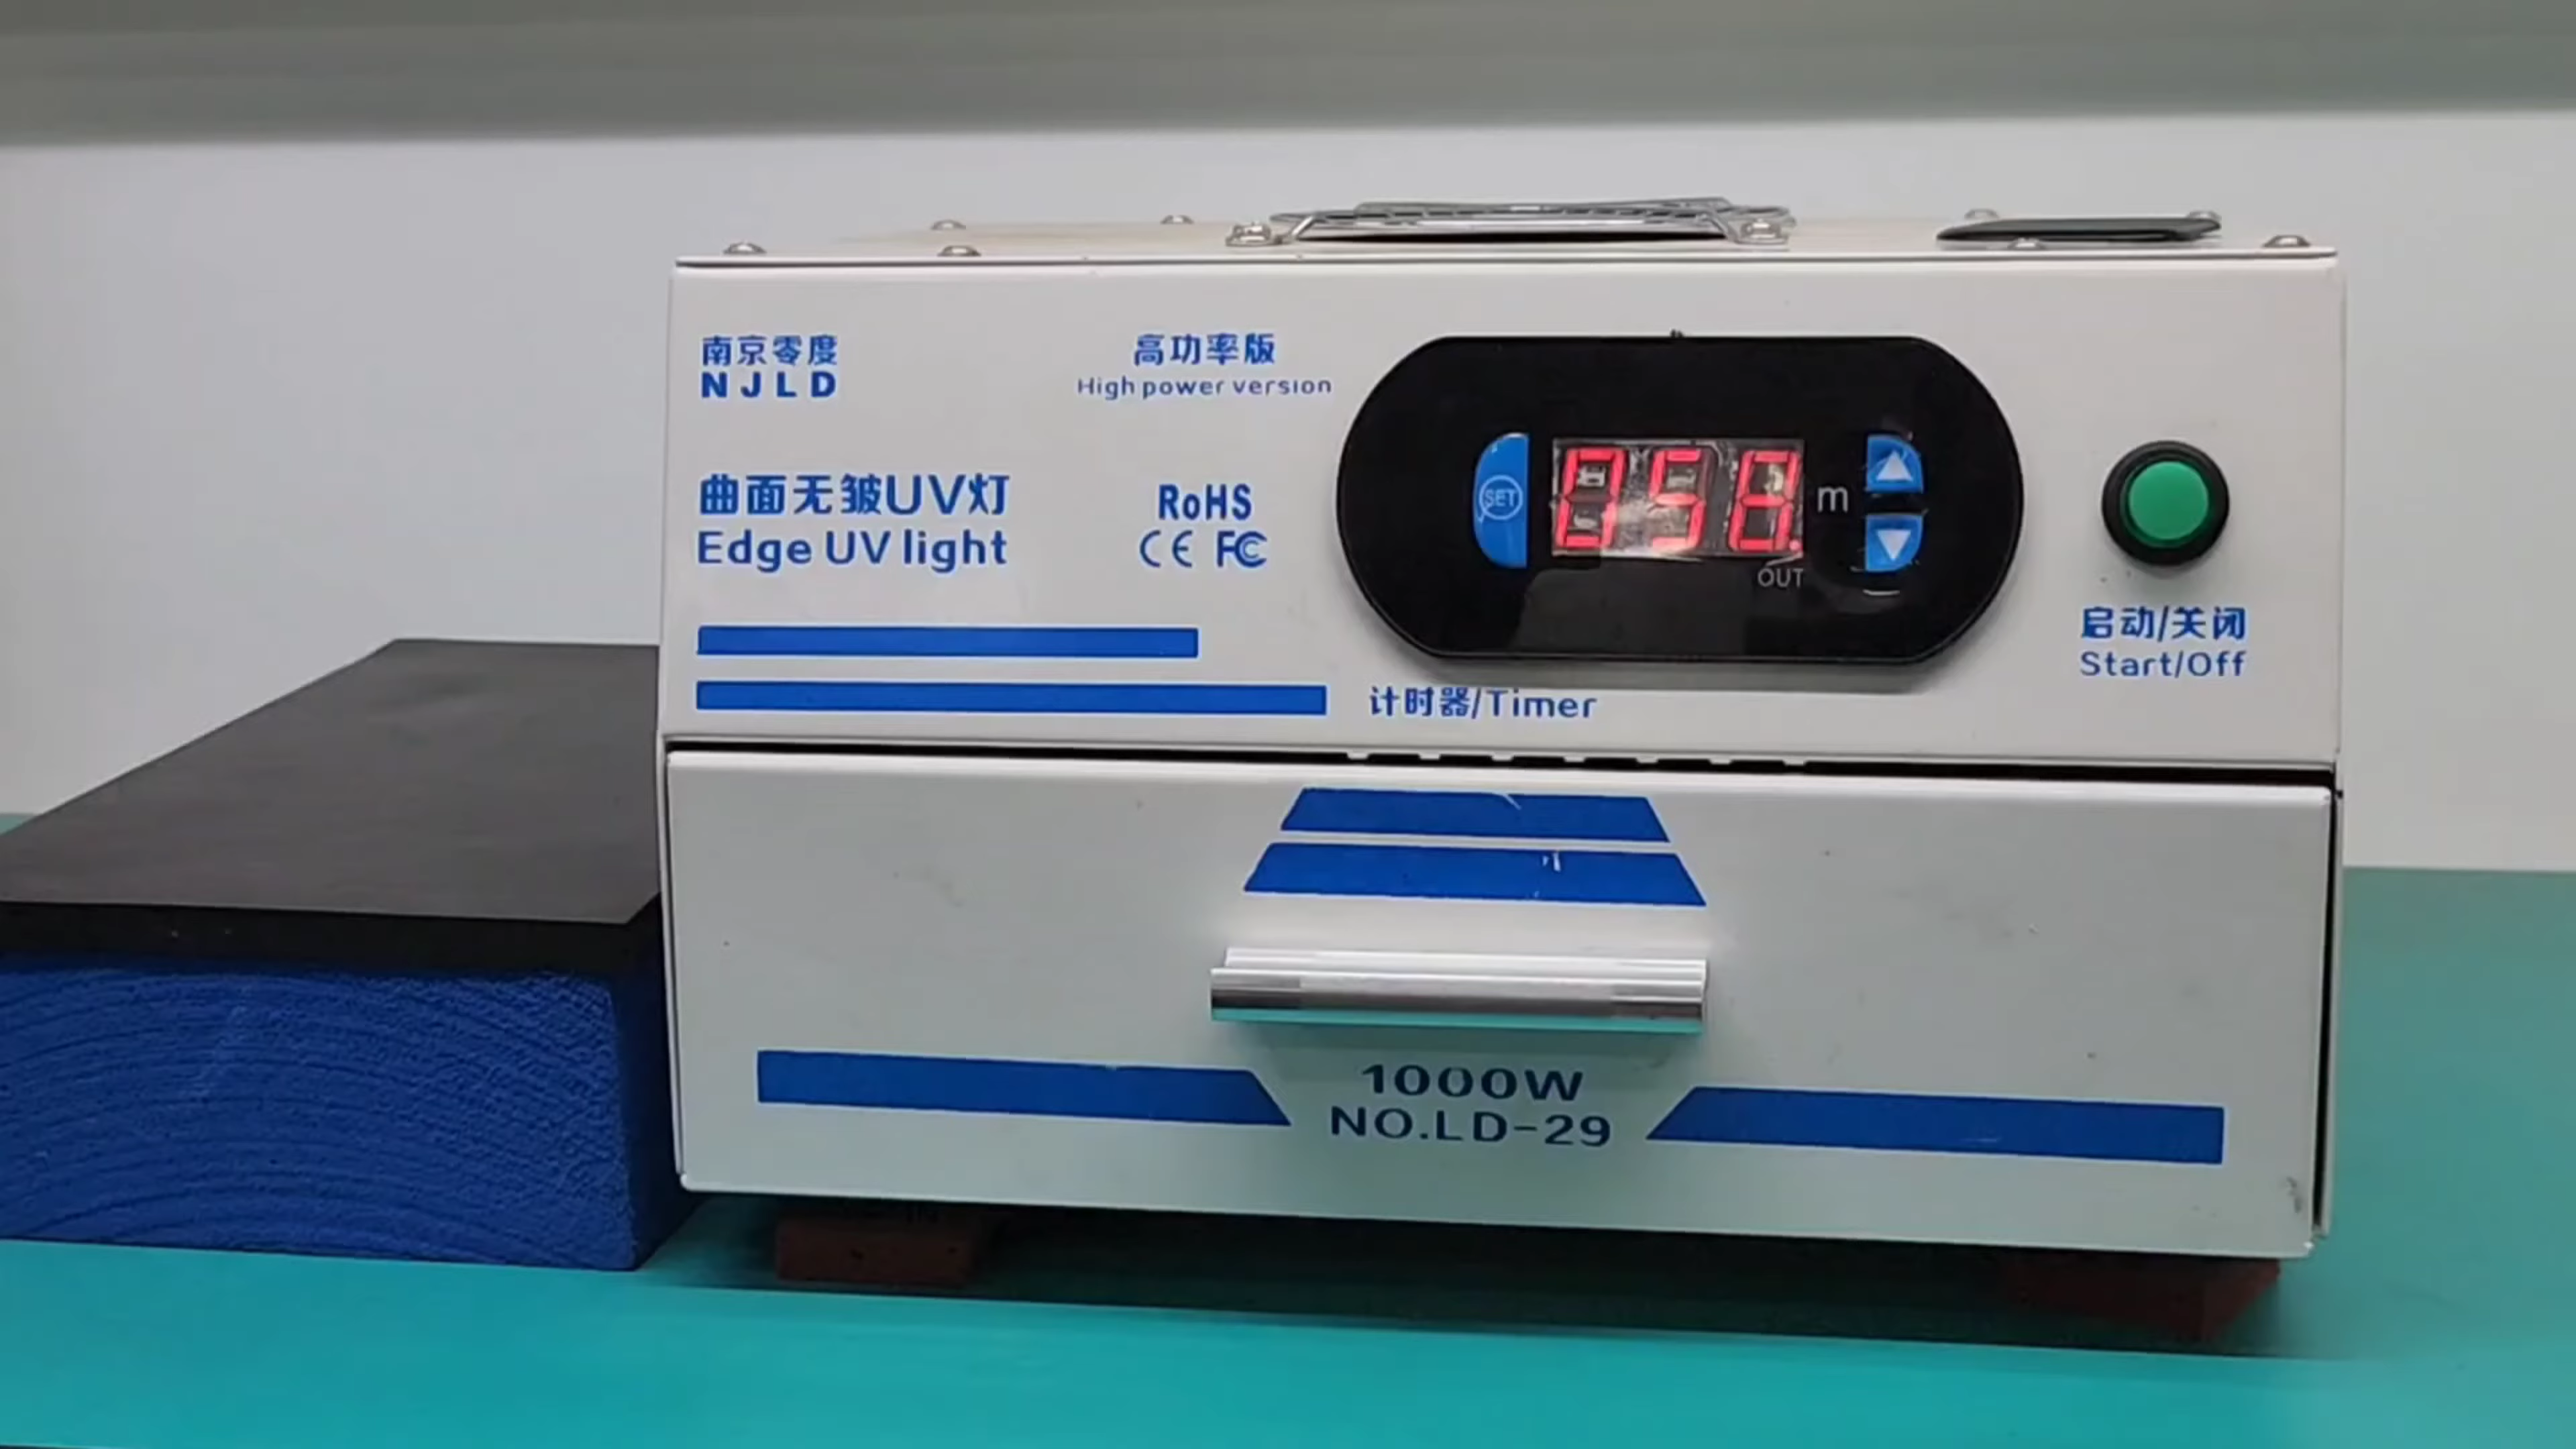 南京零度
NJLD
高功率版
High power version
曲面无皱UV灯
Edge UV light
RoHS
CE FC
SET
058.
m
OUT
启动/关闭
Start/Off
计时器/Timer
1000W
NO.LD-29